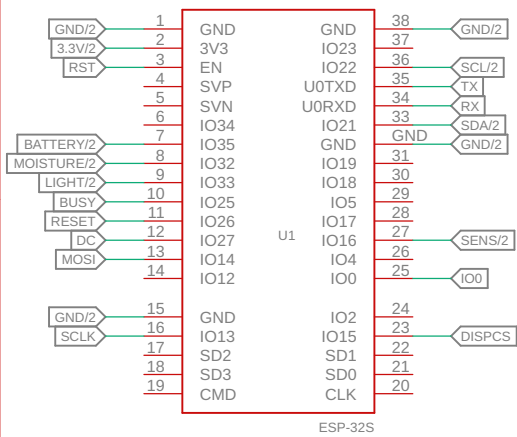 GND/2 1 GND GND 38 GND/2
3.3V/2 2 3V3 IO23 37
RST 3 EN IO22 36 SCL/2
4 SVP U0TXD 35 TX
5 SVN U0RXD 34 RX
6 IO34 IO21 33 SDA/2
BATTERY/2 7 IO35 GND GND GND/2
MOISTURE/2 8 IO32 IO19 31
LIGHT/2 9 IO33 IO18 30
BUSY 10 IO25 IO5 29
RESET 11 IO26 IO17 28
DC 12 IO27 U1 IO16 27 SENS/2
MOSI 13 IO14 IO4 26
14 IO12 IO0 25 IO0
GND/2 15 GND IO2 24
SCLK 16 IO13 IO15 23 DISPCS
17 SD2 SD1 22
18 SD3 SD0 21
19 CMD CLK 20
ESP-32S